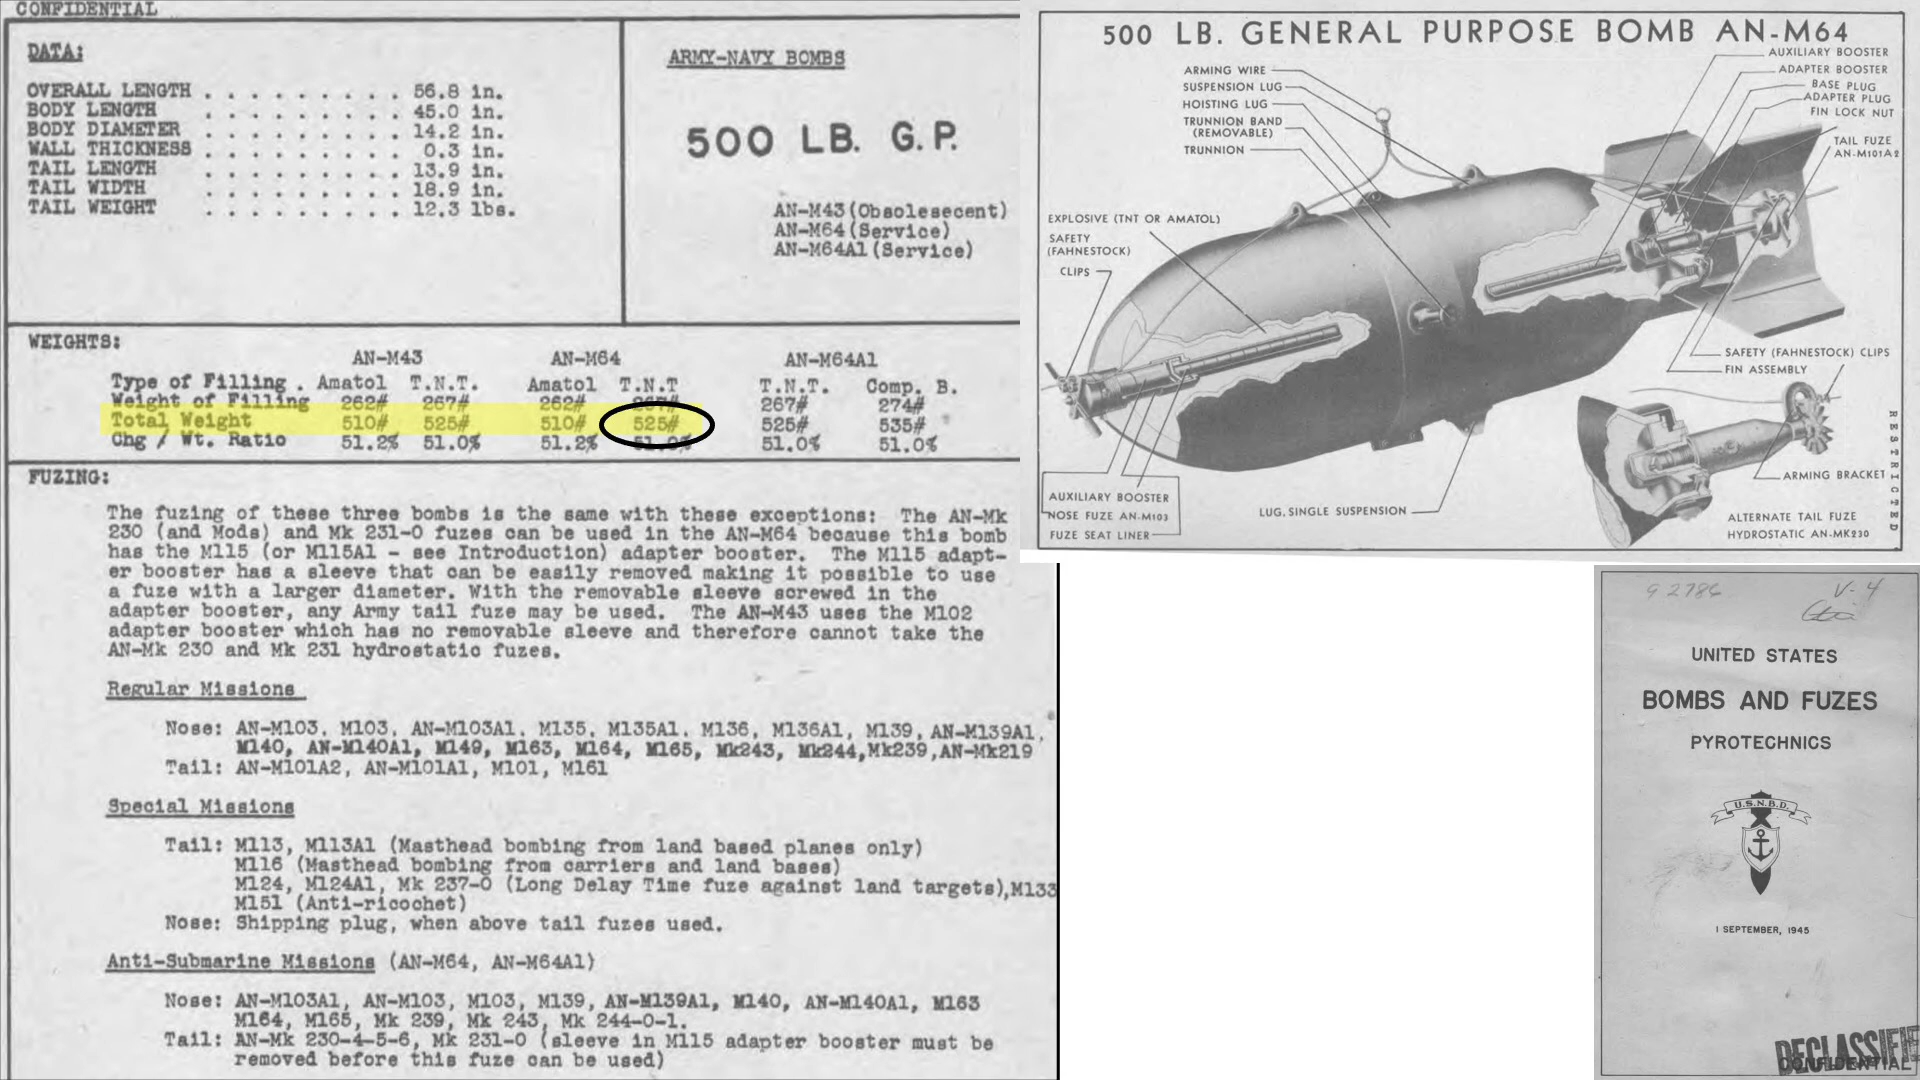 CONFIDENTIAL
DATA:
OVERALL LENGTH . . . . . . . . . . 56.8 in.
BODY LENGTH . . . . . . . . . . 45.0 in.
BODY DIAMETER . . . . . . . . . . 14.2 in.
WALL THICKNESS . . . . . . . . . . 0.3 in.
TAIL LENGTH . . . . . . . . . . 13.9 in.
TAIL WIDTH . . . . . . . . . . 18.9 in.
TAIL WEIGHT . . . . . . . . . . 12.3 lbs.
ARMY-NAVY BOMBS
500 LB. G.P.
AN-M43(Obsolesecent)
AN-M64(Service)
AN-M64A1(Service)
WEIGHTS:
AN-M43 AN-M64 AN-M64A1
Type of Filling . Amatol T.N.T. Amatol T.N.T T.N.T. Comp. B.
Weight of Filling 262# 267# 262# 267# 267# 274#
Total Weight 510# 525# 510# 525# 525# 535#
Chg / Wt. Ratio 51.2% 51.0% 51.2% 51.0% 51.0% 51.0%
FUZING:
The fuzing of these three bombs is the same with these exceptions: The AN-Mk
230 (and Mods) and Mk 231-0 fuzes can be used in the AN-M64 because this bomb
has the M115 (or M115A1 - see Introduction) adapter booster. The M115 adapt-
er booster has a sleeve that can be easily removed making it possible to use
a fuze with a larger diameter. With the removable sleeve screwed in the
adapter booster, any Army tail fuze may be used. The AN-M43 uses the M102
adapter booster which has no removable sleeve and therefore cannot take the
AN-Mk 230 and Mk 231 hydrostatic fuzes.
Regular Missions
Nose: AN-M103, M103, AN-M103A1, M135, M135A1, M136, M136A1, M139, AN-M139A1,
M140, AN-M140A1, M149, M163, M164, M165, Mk243, Mk244,Mk239,AN-Mk219
Tail: AN-M101A2, AN-M101A1, M101, M161
Special Missions
Tail: M113, M113A1 (Masthead bombing from land based planes only)
M116 (Masthead bombing from carriers and land bases)
M124, M124A1, Mk 237-0 (Long Delay Time fuze against land targets),M133
M151 (Anti-ricochet)
Nose: Shipping plug, when above tail fuzes used.
Anti-Submarine Missions (AN-M64, AN-M64A1)
Nose: AN-M103A1, AN-M103, M103, M139, AN-M139A1, M140, AN-M140A1, M163
M164, M165, Mk 239, Mk 243, Mk 244-0-1.
Tail: AN-Mk 230-4-5-6, Mk 231-0 (sleeve in M115 adapter booster must be
removed before this fuze can be used)
500 LB. GENERAL PURPOSE BOMB AN-M64
ARMING WIRE
SUSPENSION LUG
HOISTING LUG
TRUNNION BAND
(REMOVABLE)
TRUNNION
EXPLOSIVE (TNT OR AMATOL)
SAFETY
(FAHNESTOCK)
CLIPS
AUXILIARY BOOSTER
ADAPTER BOOSTER
BASE PLUG
ADAPTER PLUG
FIN LOCK NUT
TAIL FUZE
AN-M101A2
SAFETY (FAHNESTOCK) CLIPS
FIN ASSEMBLY
ARMING BRACKET
AUXILIARY BOOSTER
NOSE FUZE AN-M103
FUZE SEAT LINER
LUG, SINGLE SUSPENSION
ALTERNATE TAIL FUZE
HYDROSTATIC AN-MK230
RESTRICTED
92786
V-4
UNITED STATES
BOMBS AND FUZES
PYROTECHNICS
U.S.N.B.D.
1 SEPTEMBER, 1945
DECLASSIFIE
CONFIDENTIAL